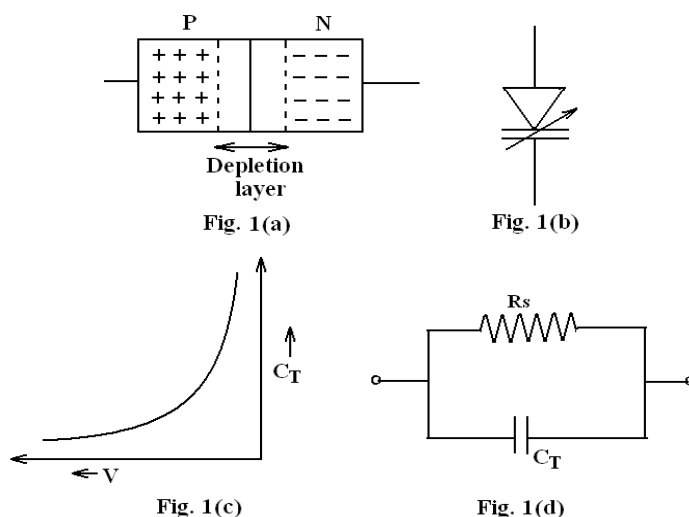 P N
+ + +
+ + +
+ + +
+ + +
Depletion
layer
Fig. 1(a)
Fig. 1(b)
C_T
V
Fig. 1(c)
Rs
C_T
Fig. 1(d)